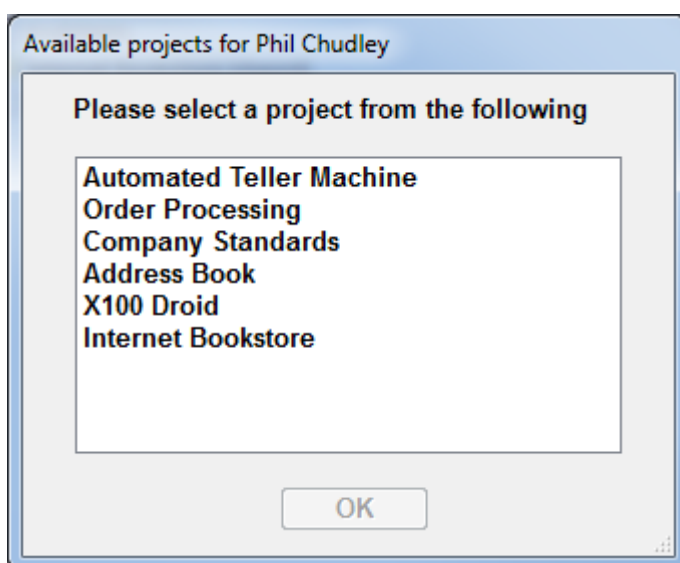 Available projects for Phil Chudley
Please select a project from the following
Automated Teller Machine
Order Processing
Company Standards
Address Book
X100 Droid
Internet Bookstore
OK